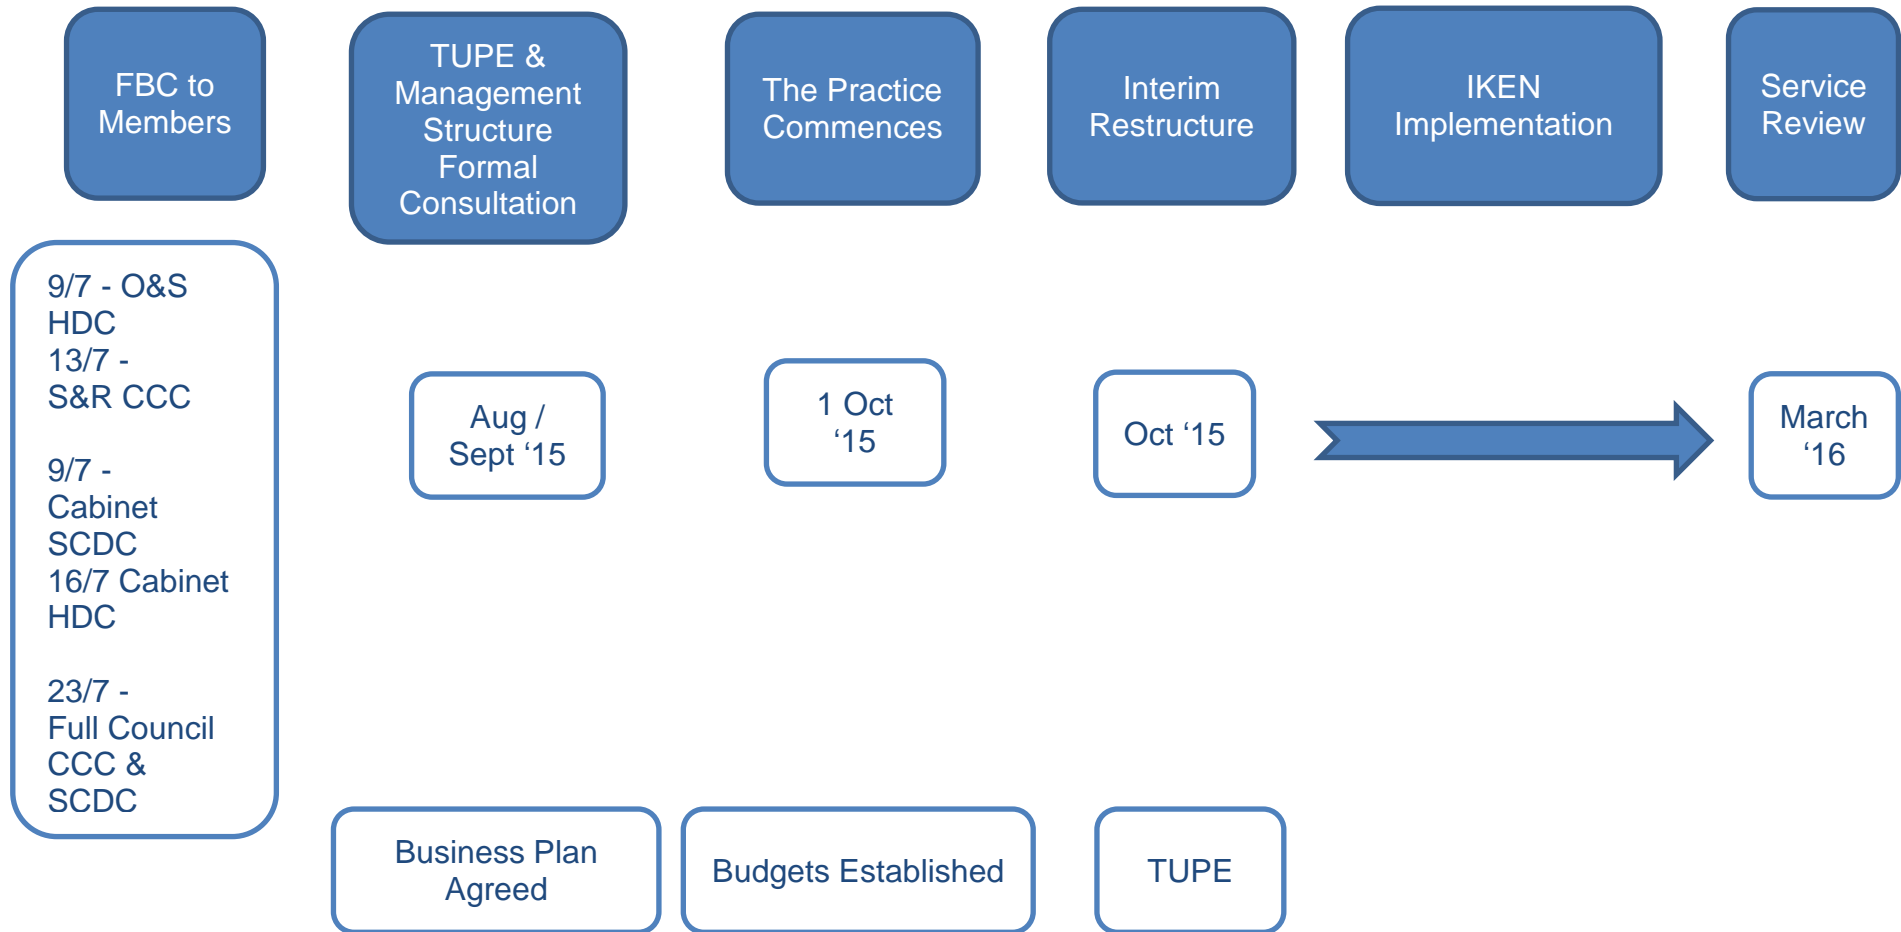 FBC to
Members
TUPE &
Management
Structure
Formal
Consultation
The Practice
Commences
Interim
Restructure
IKEN
Implementation
Service
Review
9/7 - O&S
HDC
13/7 -
S&R CCC
9/7 -
Cabinet
SCDC
16/7 Cabinet
HDC
23/7 -
Full Council
CCC &
SCDC
Aug /
Sept ‘15
1 Oct
‘15
Oct ‘15
March
‘16
Business Plan
Agreed
Budgets Established
TUPE